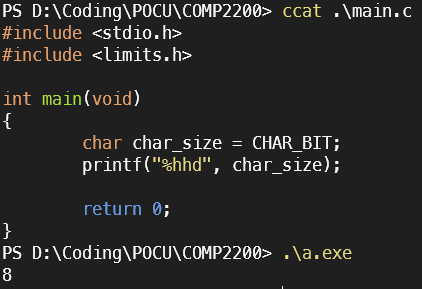 PS D:\Coding\POCU\COMP2200> ccat .\main.c
#include <stdio.h>
#include <limits.h>

int main(void)
{
        char char_size = CHAR_BIT;
        printf("%hhd", char_size);

        return 0;
}
PS D:\Coding\POCU\COMP2200> .\a.exe
8